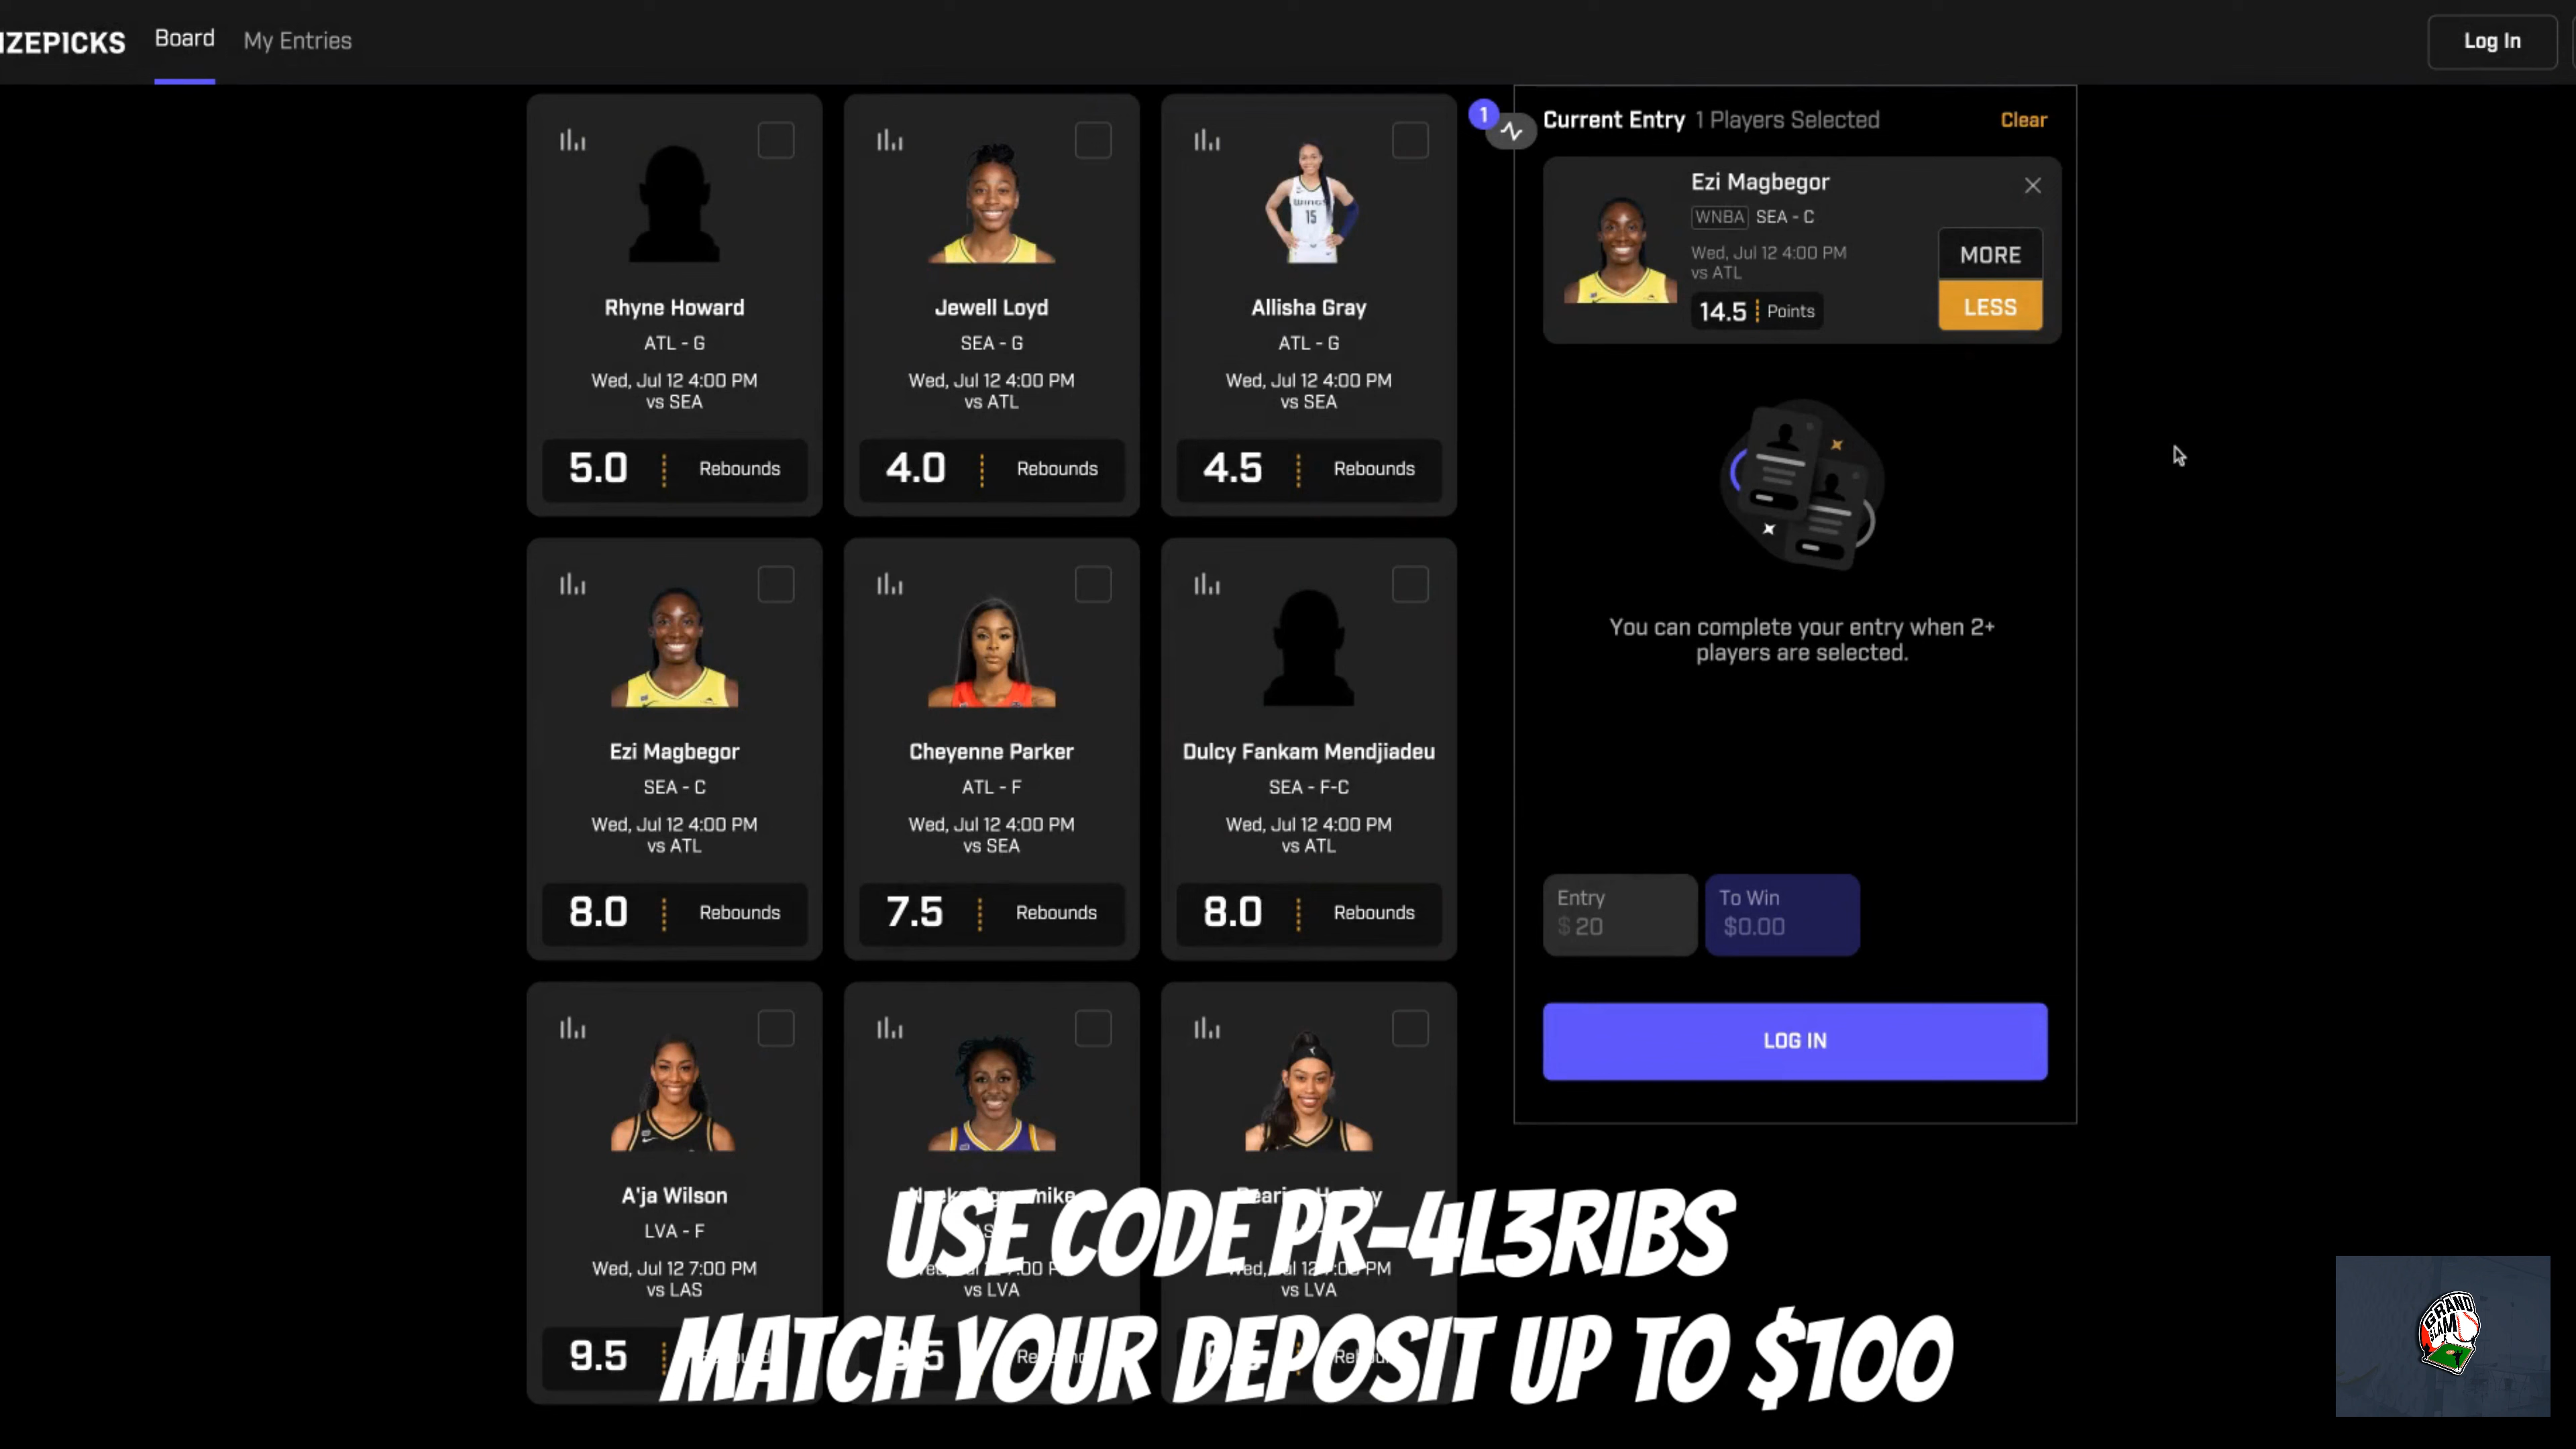 IZEPICKS
Board
My Entries
Log In
Rhyne Howard
ATL - G
Wed, Jul 12 4:00 PM
vs SEA
5.0 Rebounds
Jewell Loyd
SEA - G
Wed, Jul 12 4:00 PM
vs ATL
4.0 Rebounds
WINGS
15
Allisha Gray
ATL - G
Wed, Jul 12 4:00 PM
vs SEA
4.5 Rebounds
Ezi Magbegor
SEA - C
Wed, Jul 12 4:00 PM
vs ATL
8.0 Rebounds
Cheyenne Parker
ATL - F
Wed, Jul 12 4:00 PM
vs SEA
7.5 Rebounds
Dulcy Fankam Mendjiadeu
SEA - F-C
Wed, Jul 12 4:00 PM
vs ATL
8.0 Rebounds
A'ja Wilson
LVA - F
Wed, Jul 12 7:00 PM
vs LAS
9.5
vs LVA
vs LVA
1
Current Entry 1 Players Selected
Clear
Ezi Magbegor
WNBA SEA - C
Wed, Jul 12 4:00 PM
vs ATL
14.5 Points
MORE
LESS
You can complete your entry when 2+
players are selected.
Entry
$ 20
To Win
$0.00
LOG IN
USE CODE PR-4L3RIBS
MATCH YOUR DEPOSIT UP TO $100
GRAND
SLAM